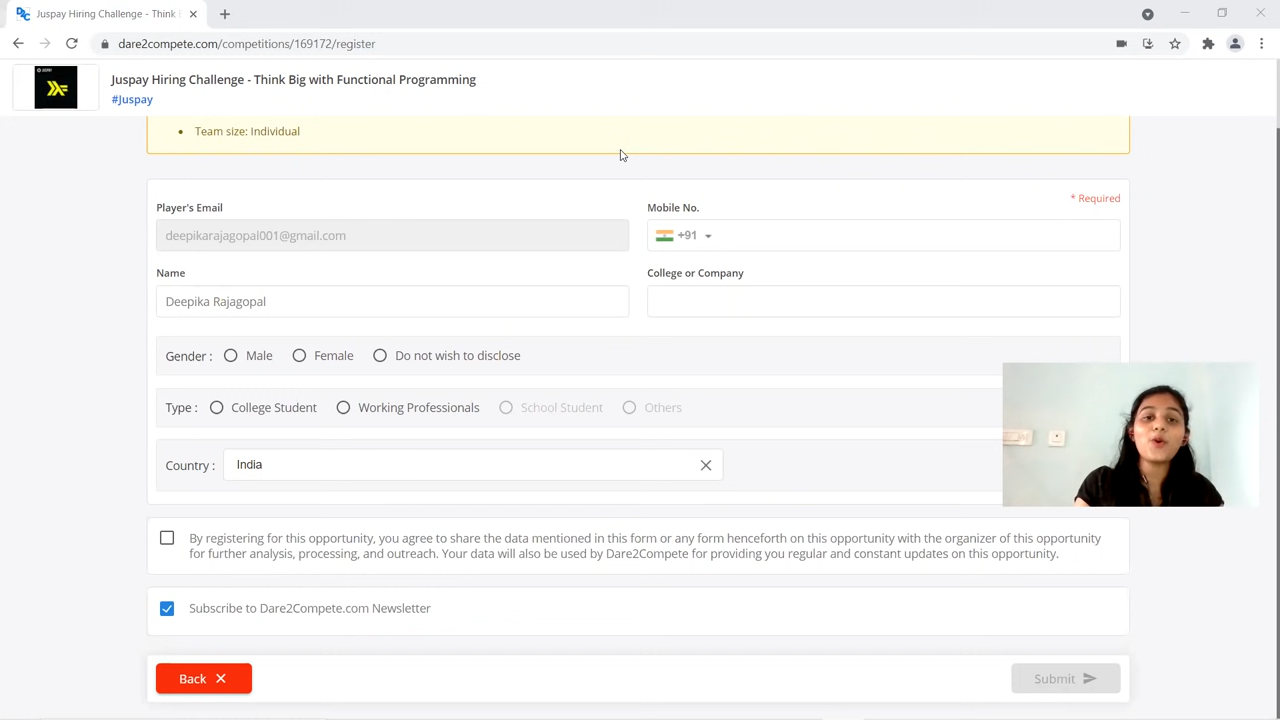 Juspay Hiring Challenge - Think
dare2compete.com/competitions/169172/register
Juspay Hiring Challenge - Think Big with Functional Programming
#Juspay
Team size: Individual
* Required
Player's Email
Mobile No.
deepikarajagopal001@gmail.com
+91
Name
College or Company
Deepika Rajagopal
Gender : Male Female Do not wish to disclose
Type : College Student Working Professionals School Student Others
Country : India
By registering for this opportunity, you agree to share the data mentioned in this form or any form henceforth on this opportunity with the organizer of this opportunity
for further analysis, processing, and outreach. Your data will also be used by Dare2Compete for providing you regular and constant updates on this opportunity.
Subscribe to Dare2Compete.com Newsletter
Back
Submit